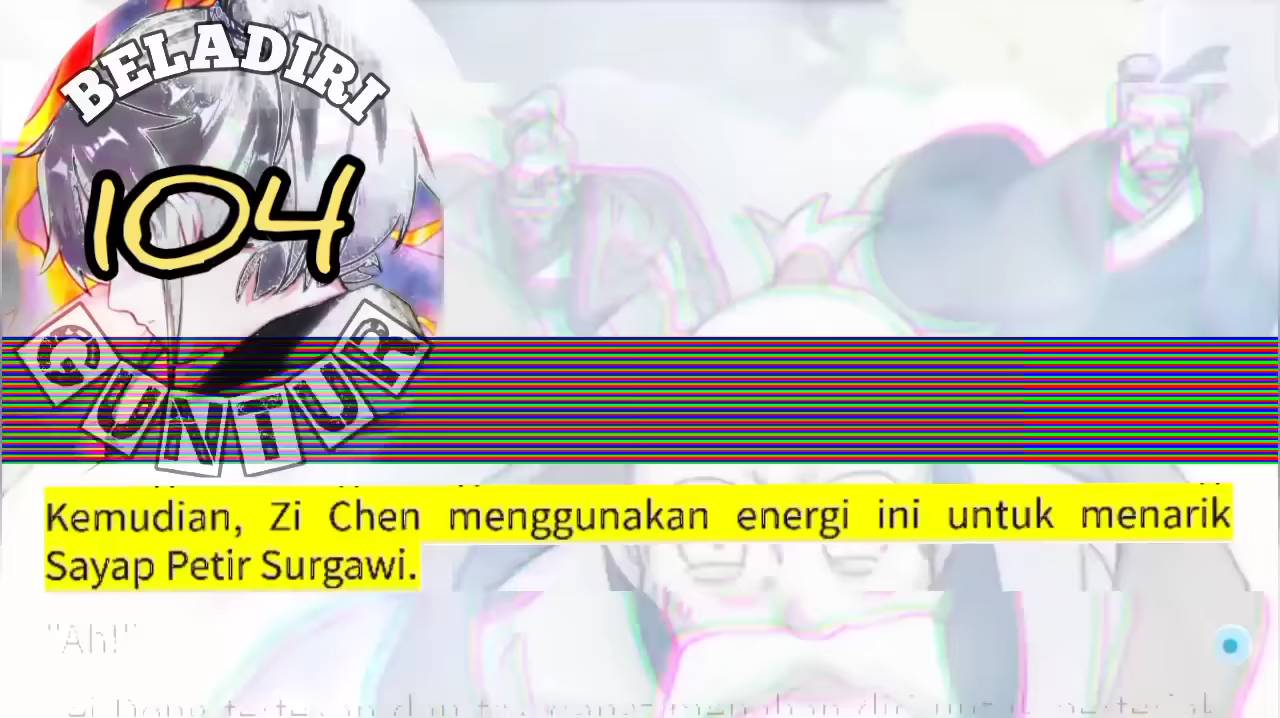 BELADIRI
104
GUNTUR
Kemudian, Zi Chen menggunakan energi ini untuk menarik
Sayap Petir Surgawi.
"Ah!"